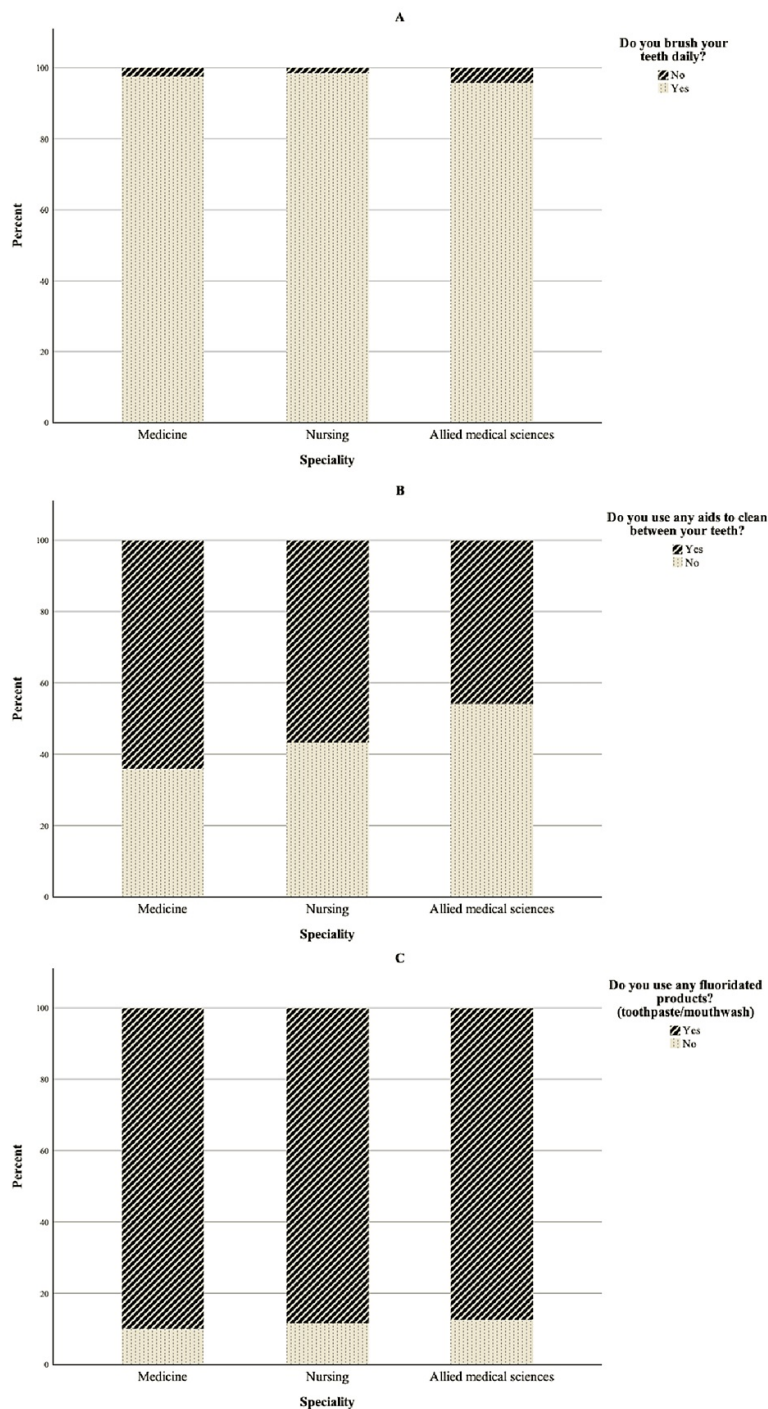 A
Do you brush your
teeth daily?
No
Yes
100
80
60
40
20
0
Percent
Medicine
Nursing
Allied medical sciences
Speciality
B
Do you use any aids to clean
between your teeth?
Yes
No
100
80
60
40
20
0
Percent
Medicine
Nursing
Allied medical sciences
Speciality
C
Do you use any fluoridated
products?
(toothpaste/mouthwash)
Yes
No
100
80
60
40
20
0
Percent
Medicine
Nursing
Allied medical sciences
Speciality